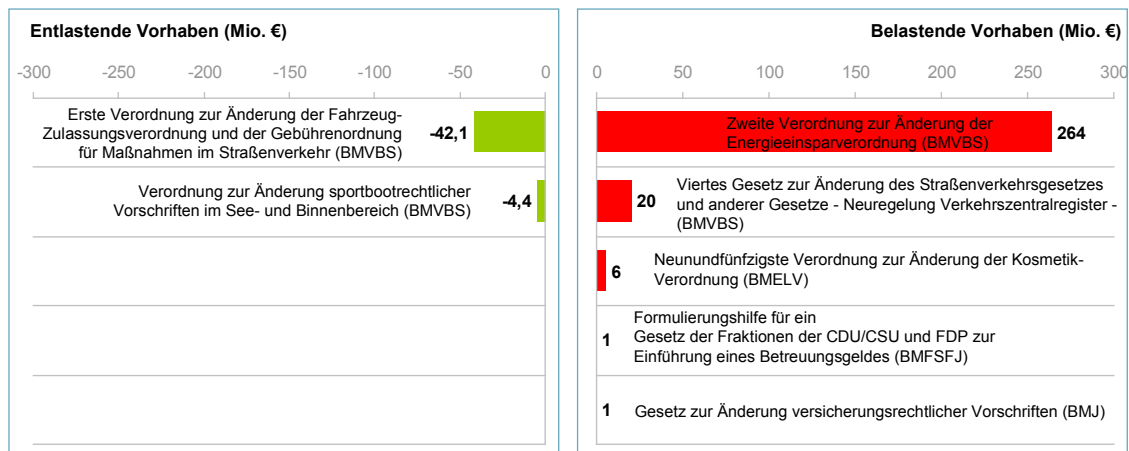 Entlastende Vorhaben (Mio. €)
-300 -250 -200 -150 -100 -50 0
Erste Verordnung zur Änderung der Fahrzeug-
Zulassungsverordnung und der Gebührenordnung
für Maßnahmen im Straßenverkehr (BMVBS)
-42,1
Verordnung zur Änderung sportbootrechtlicher
Vorschriften im See- und Binnenbereich (BMVBS)
-4,4
Belastende Vorhaben (Mio. €)
0 50 100 150 200 250 300
Zweite Verordnung zur Änderung der
Energieeinsparverordnung (BMVBS)
264
20
Viertes Gesetz zur Änderung des Straßenverkehrsgesetzes
und anderer Gesetze - Neuregelung Verkehrszentralregister -
(BMVBS)
6
Neunundfünfzigste Verordnung zur Änderung der Kosmetik-
Verordnung (BMELV)
1
Formulierungshilfe für ein
Gesetz der Fraktionen der CDU/CSU und FDP zur
Einführung eines Betreuungsgeldes (BMFSFJ)
1
Gesetz zur Änderung versicherungsrechtlicher Vorschriften (BMJ)